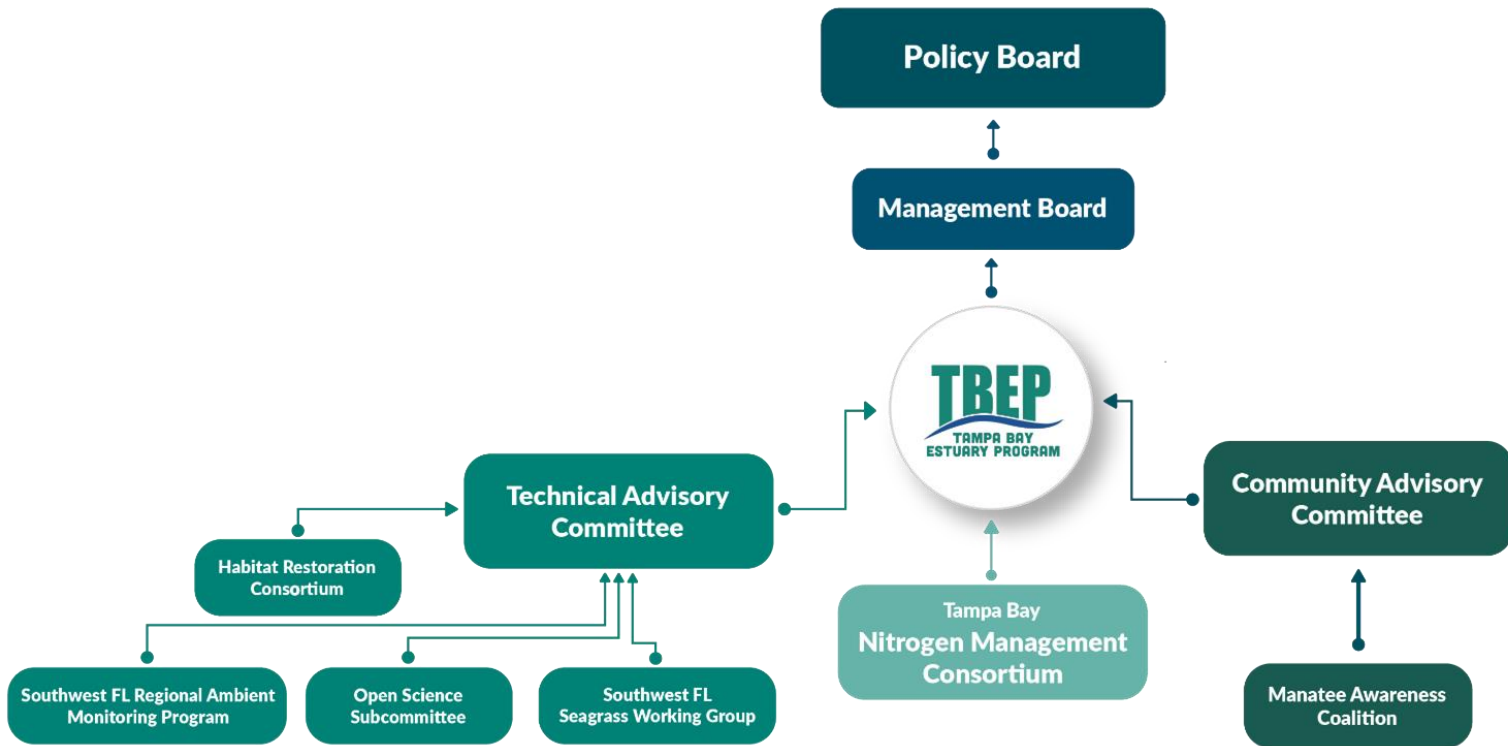 Policy Board
Management Board
TBEP
TAMPA BAY
ESTUARY PROGRAM
Technical Advisory
Committee
Community Advisory
Committee
Habitat Restoration
Consortium
Tampa Bay
Nitrogen Management
Consortium
Southwest FL Regional Ambient
Monitoring Program
Open Science
Subcommittee
Southwest FL
Seagrass Working Group
Manatee Awareness
Coalition